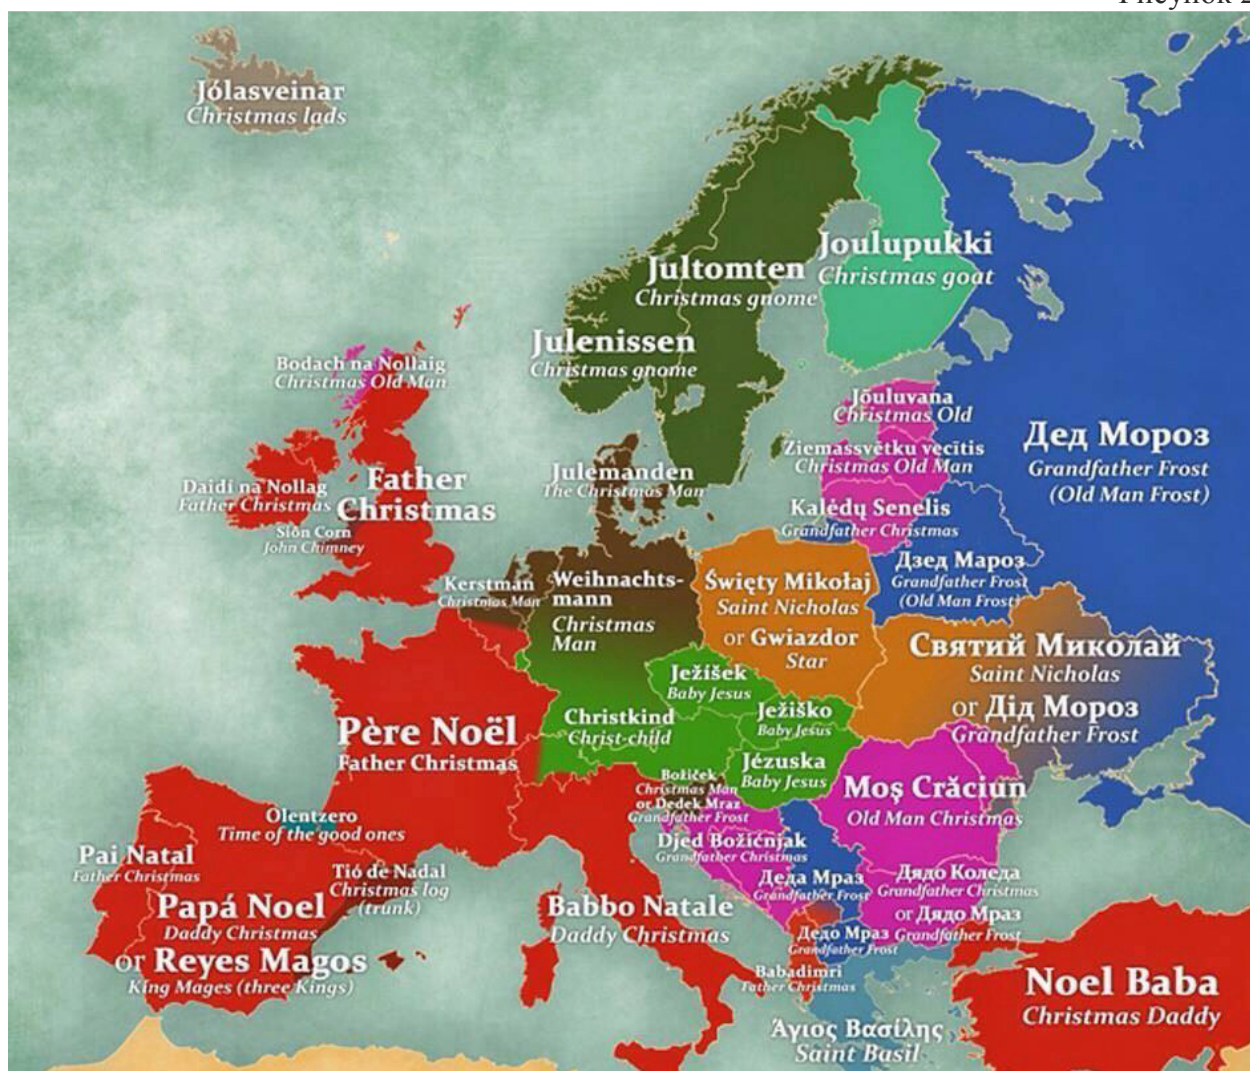 Jólasveinar
Christmas lads
Joulupukki
Christmas goat
Jultomten
Christmas gnome
Julenissen
Christmas gnome
Bodach na Nollaig
Christmas Old Man
Jõuluvana
Christmas Old
Ziemassvētku vecītis
Christmas Old Man
Kalėdų Senelis
Grandfather Christmas
Дед Мороз
Grandfather Frost
(Old Man Frost)
Julemanden
The Christmas Man
Father
Christmas
Daidí na Nollag
Father Christmas
Siôn Corn
John Chimney
Дзед Мароз
Grandfather Frost
(Old Man Frost)
Kerstman
Christmas Man
Weihnachts-
mann
Christmas
Man
Święty Mikołaj
Saint Nicholas
or Gwiazdor
Star
Святий Миколай
Saint Nicholas
or Дід Мороз
Grandfather Frost
Ježíšek
Baby Jesus
Ježiško
Baby Jesus
Christkind
Christ-child
Jézuska
Baby Jesus
Père Noël
Father Christmas
Božiček
Christmas Man
or Dedek Mraz
Grandfather Frost
Moş Crăciun
Old Man Christmas
Olentzero
Time of the good ones
Djed Božićnjak
Grandfather Christmas
Pai Natal
Father Christmas
Tió de Nadal
Christmas log
(trunk)
Деда Мраз
Grandfather Frost
Дядо Коледа
Grandfather Christmas
or Дядо Мраз
Grandfather Frost
Papá Noel
Daddy Christmas
or Reyes Magos
King Mages (three Kings)
Babbo Natale
Daddy Christmas
Дедо Мраз
Grandfather Frost
Babadimri
Father Christmas
Noel Baba
Christmas Daddy
Άγιος Βασίλης
Saint Basil